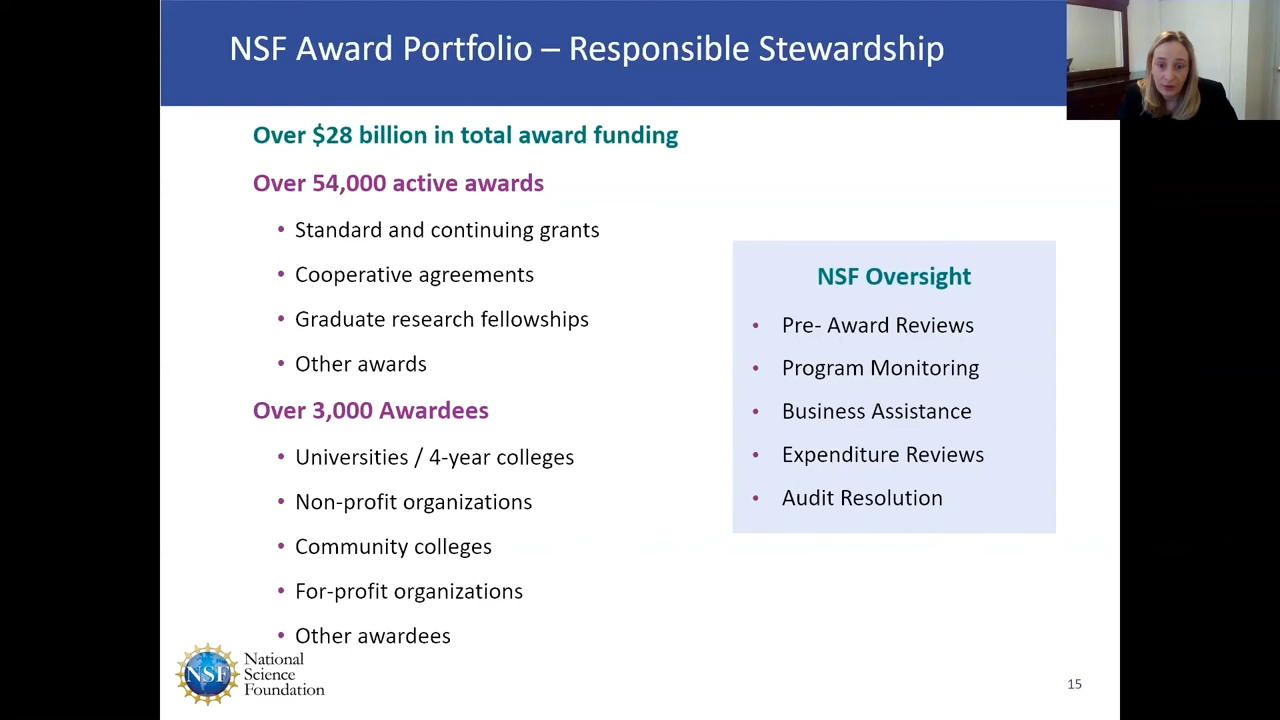 NSF Award Portfolio – Responsible Stewardship
Over $28 billion in total award funding
Over 54,000 active awards
• Standard and continuing grants
• Cooperative agreements
• Graduate research fellowships
• Other awards
Over 3,000 Awardees
• Universities / 4-year colleges
• Non-profit organizations
• Community colleges
• For-profit organizations
• Other awardees
NSF Oversight
• Pre- Award Reviews
• Program Monitoring
• Business Assistance
• Expenditure Reviews
• Audit Resolution
NSF
National
Science
Foundation
15